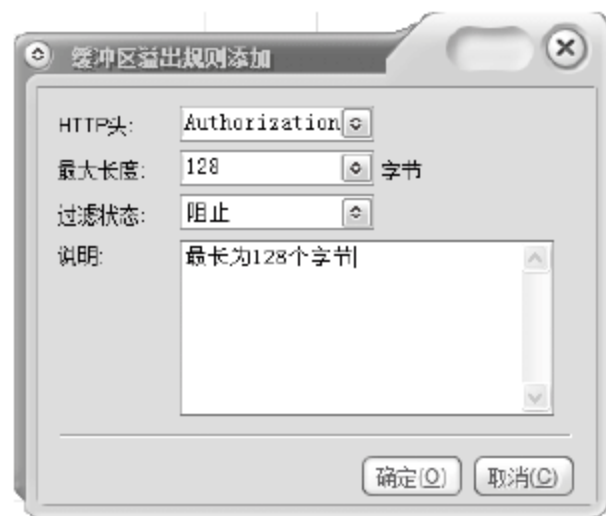 缓冲区溢出规则添加
HTTP头: Authorization
最大长度: 128 字节
过滤状态: 阻止
说明: 最长为128个字节
确定(O) 取消(C)